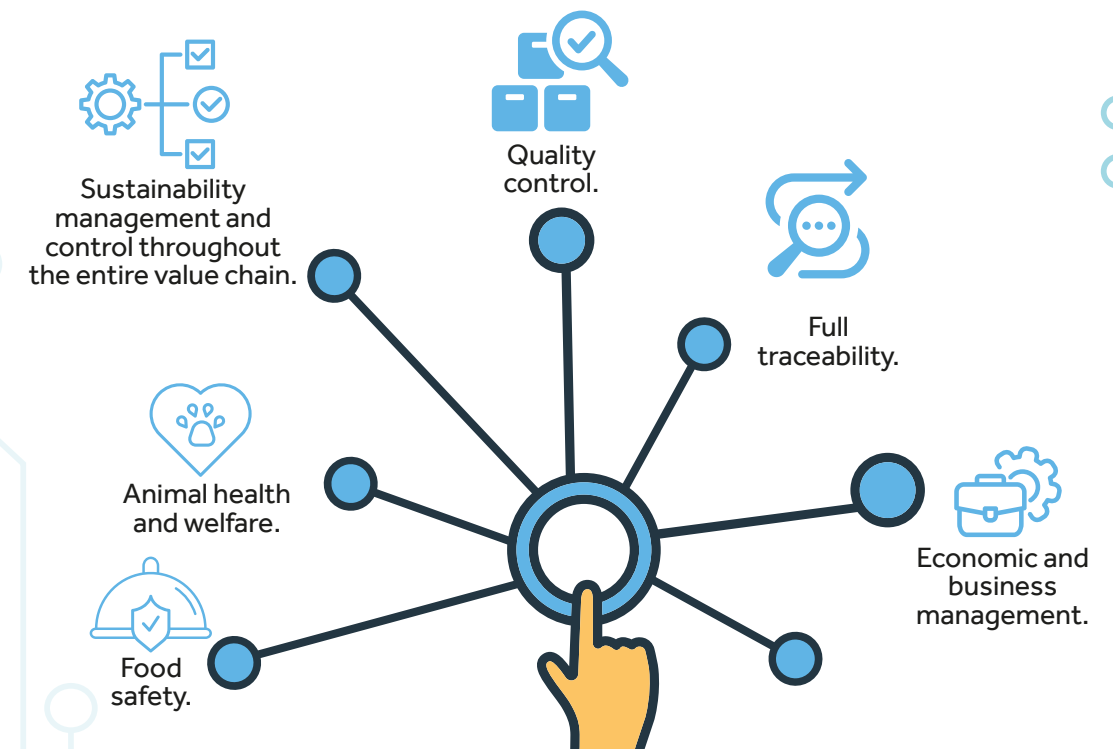 Sustainability
management and
control throughout
the entire value chain.
Quality
control.
Full
traceability.
Animal health
and welfare.
Economic and
business
management.
Food
safety.